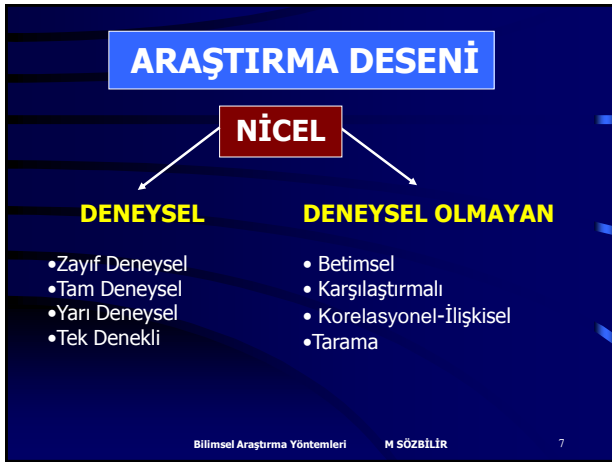 ARAŞTIRMA DESENİ
NİCEL
DENEYSEL
•Zayıf Deneysel
•Tam Deneysel
•Yarı Deneysel
•Tek Denekli
DENEYSEL OLMAYAN
• Betimsel
• Karşılaştırmalı
• Korelasyonel-İlişkisel
•Tarama
Bilimsel Araştırma Yöntemleri M SÖZBİLİR 7